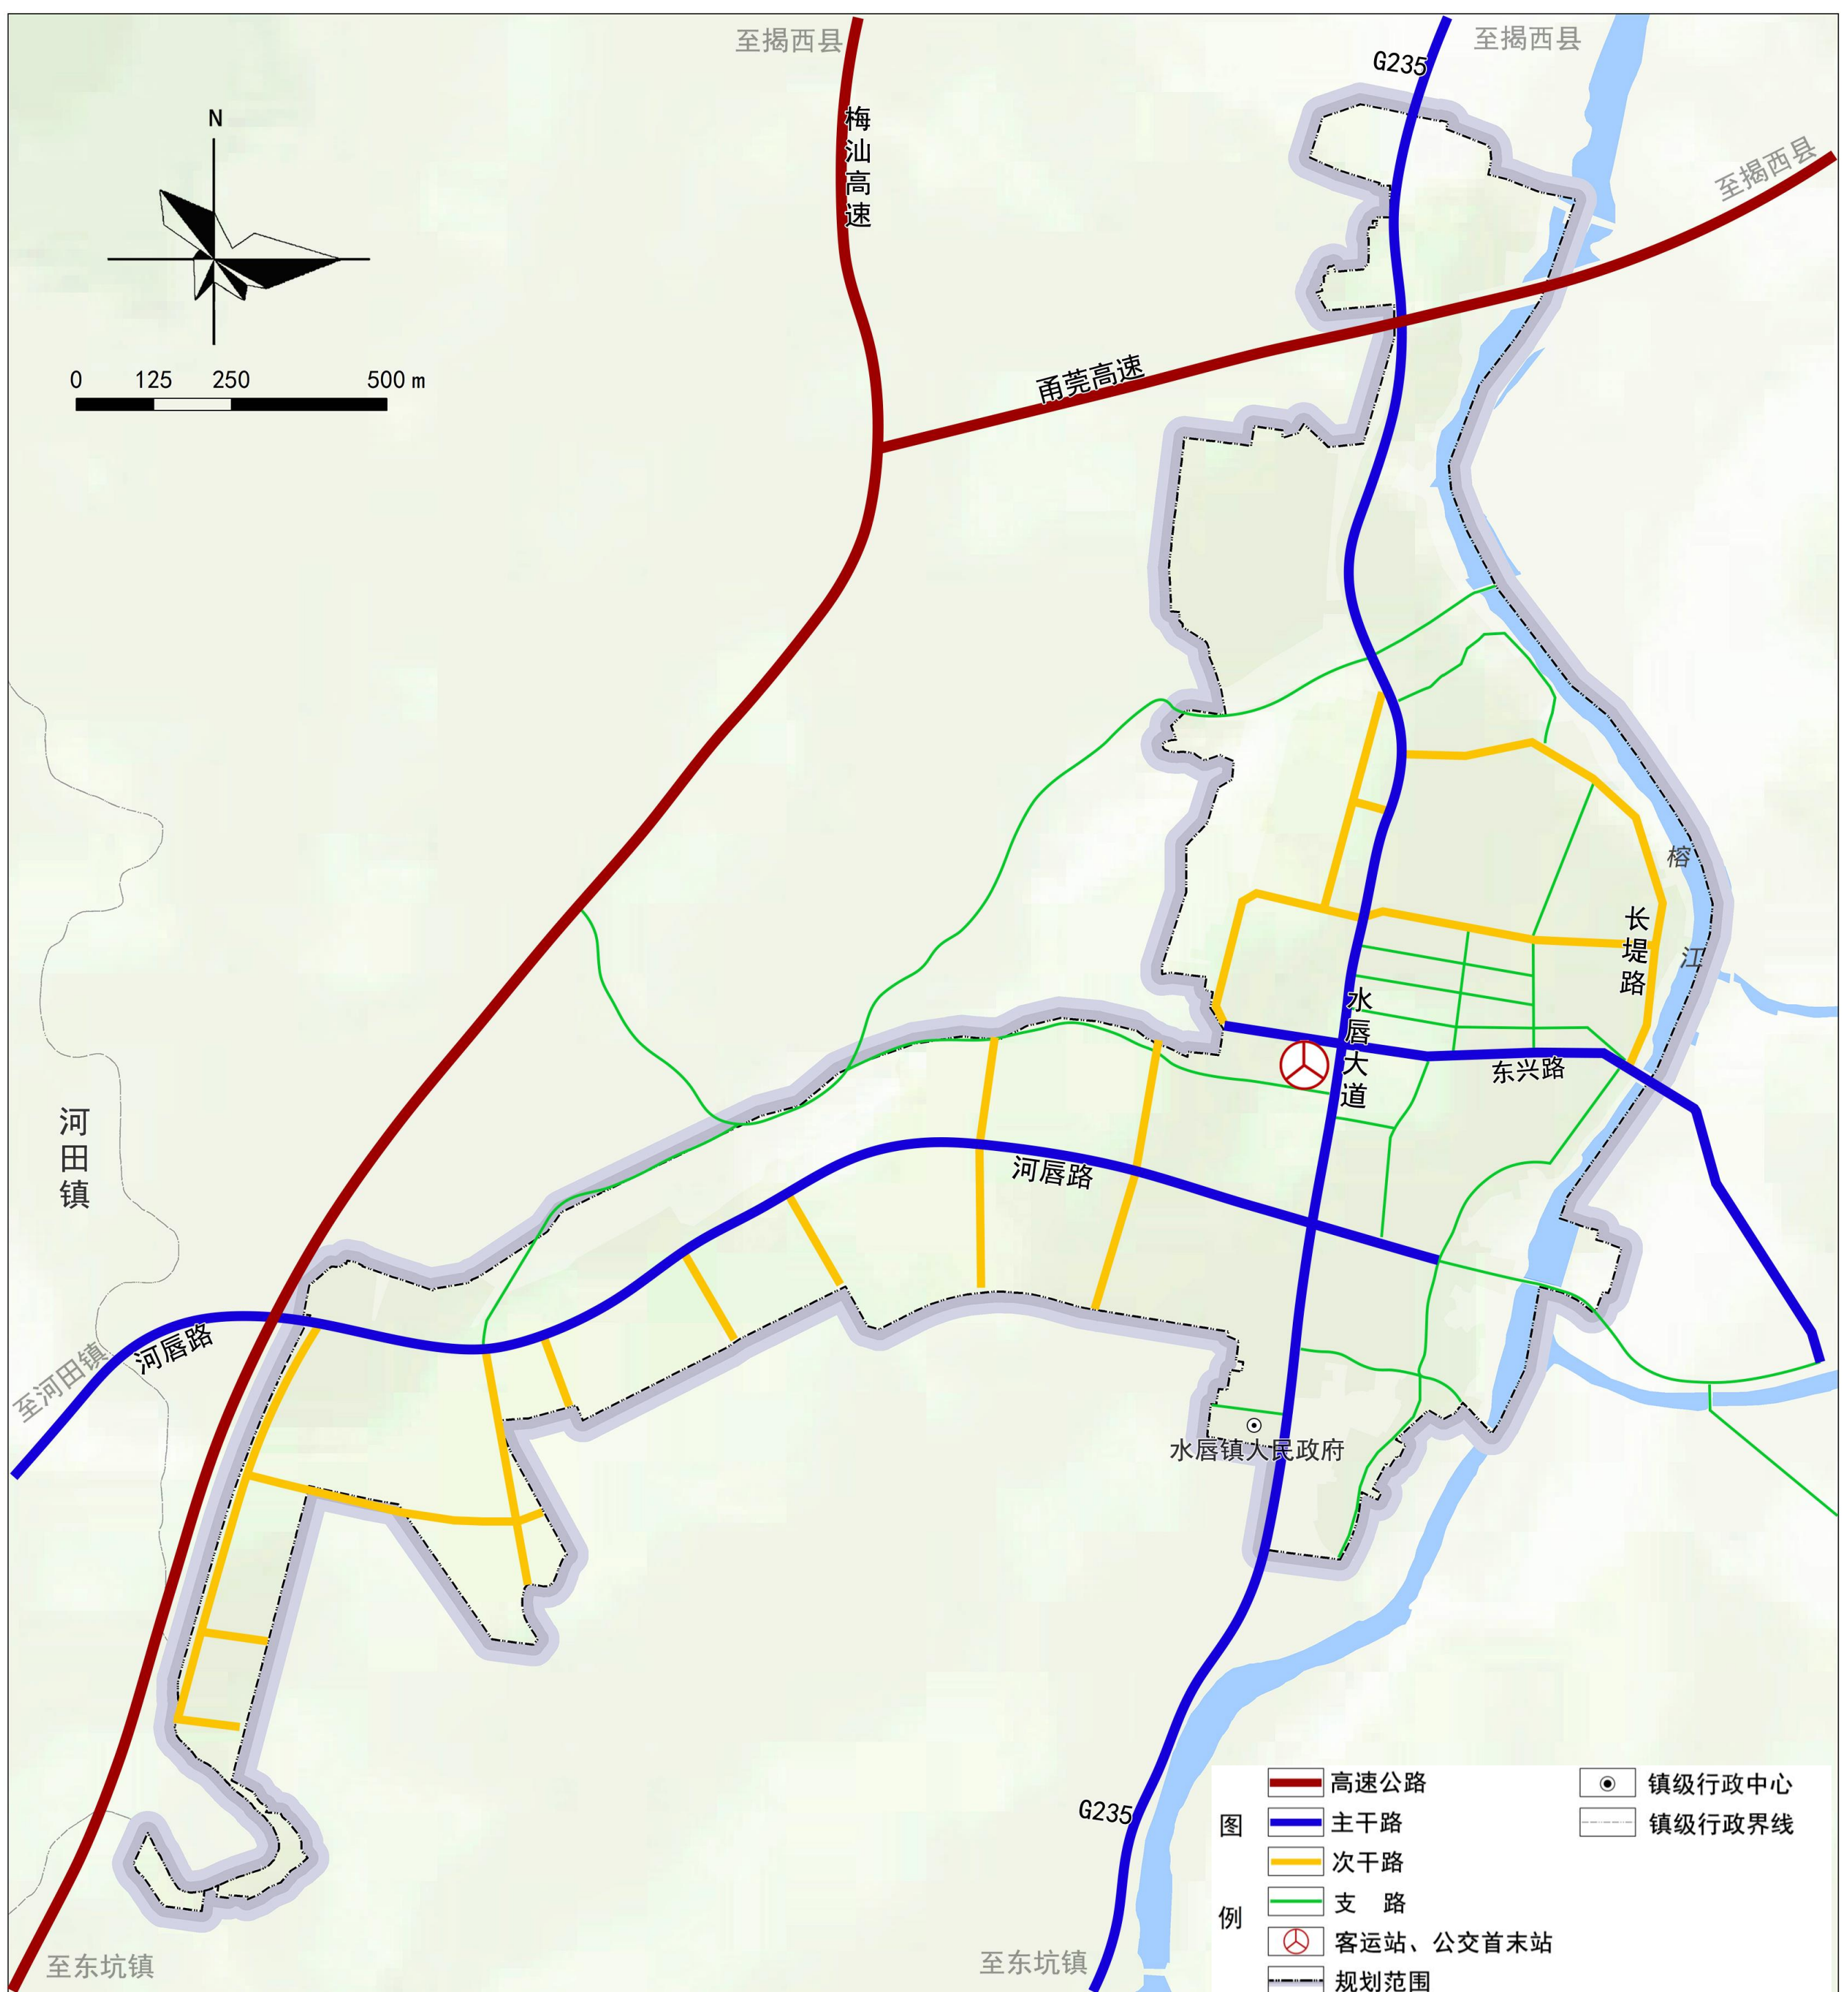 至揭西县
G235
至揭西县
梅汕高速
至揭西县
N
0 125 250 500 m
甬莞高速
榕江
长堤路
水唇大道
东兴路
河田镇
河唇路
河唇路
至河田镇
水唇镇人民政府
G235
至东坑镇
至东坑镇
图例
高速公路
主干路
次干路
支 路
客运站、公交首末站
规划范围
镇级行政中心
镇级行政界线